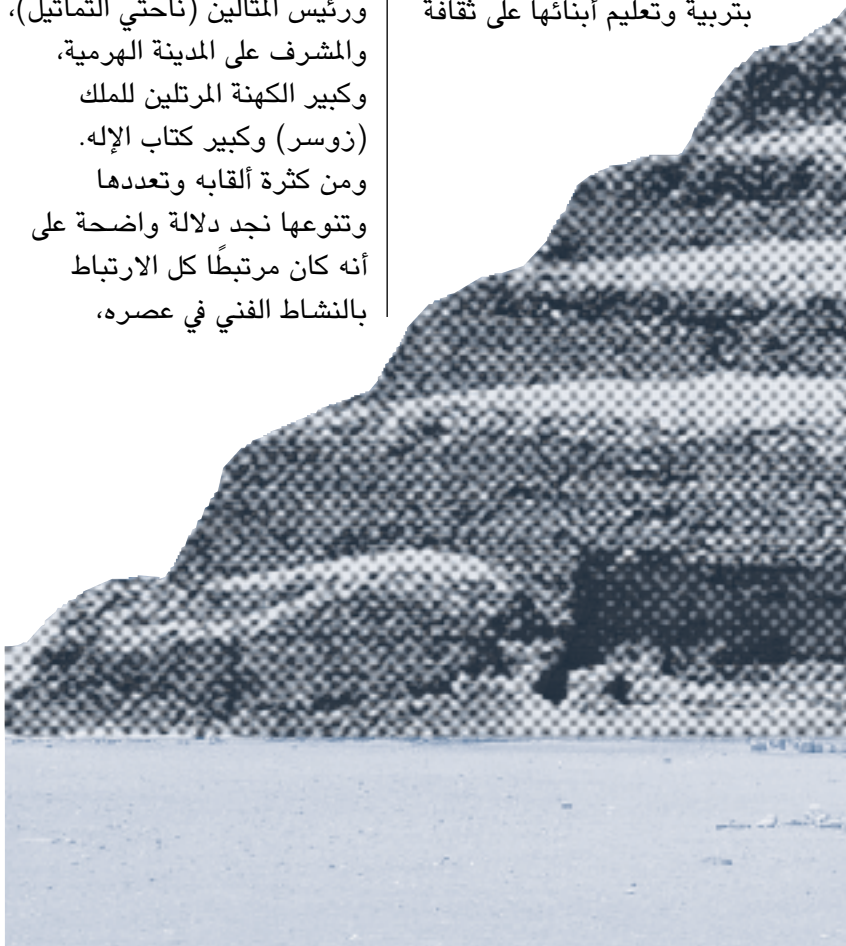 بتربية وتعليم أبنائها على ثقافة
ورئيس المثالين (ناحتي التماثيل)،
والمشرف على المدينة الهرمية،
وكبير الكهنة المرتلين للملك
(زوسر) وكبير كتاب الإله.
ومن كثرة ألقابه وتعددها
وتنوعها نجد دلالة واضحة على
أنه كان مرتبطًا كل الارتباط
بالنشاط الفني في عصره،